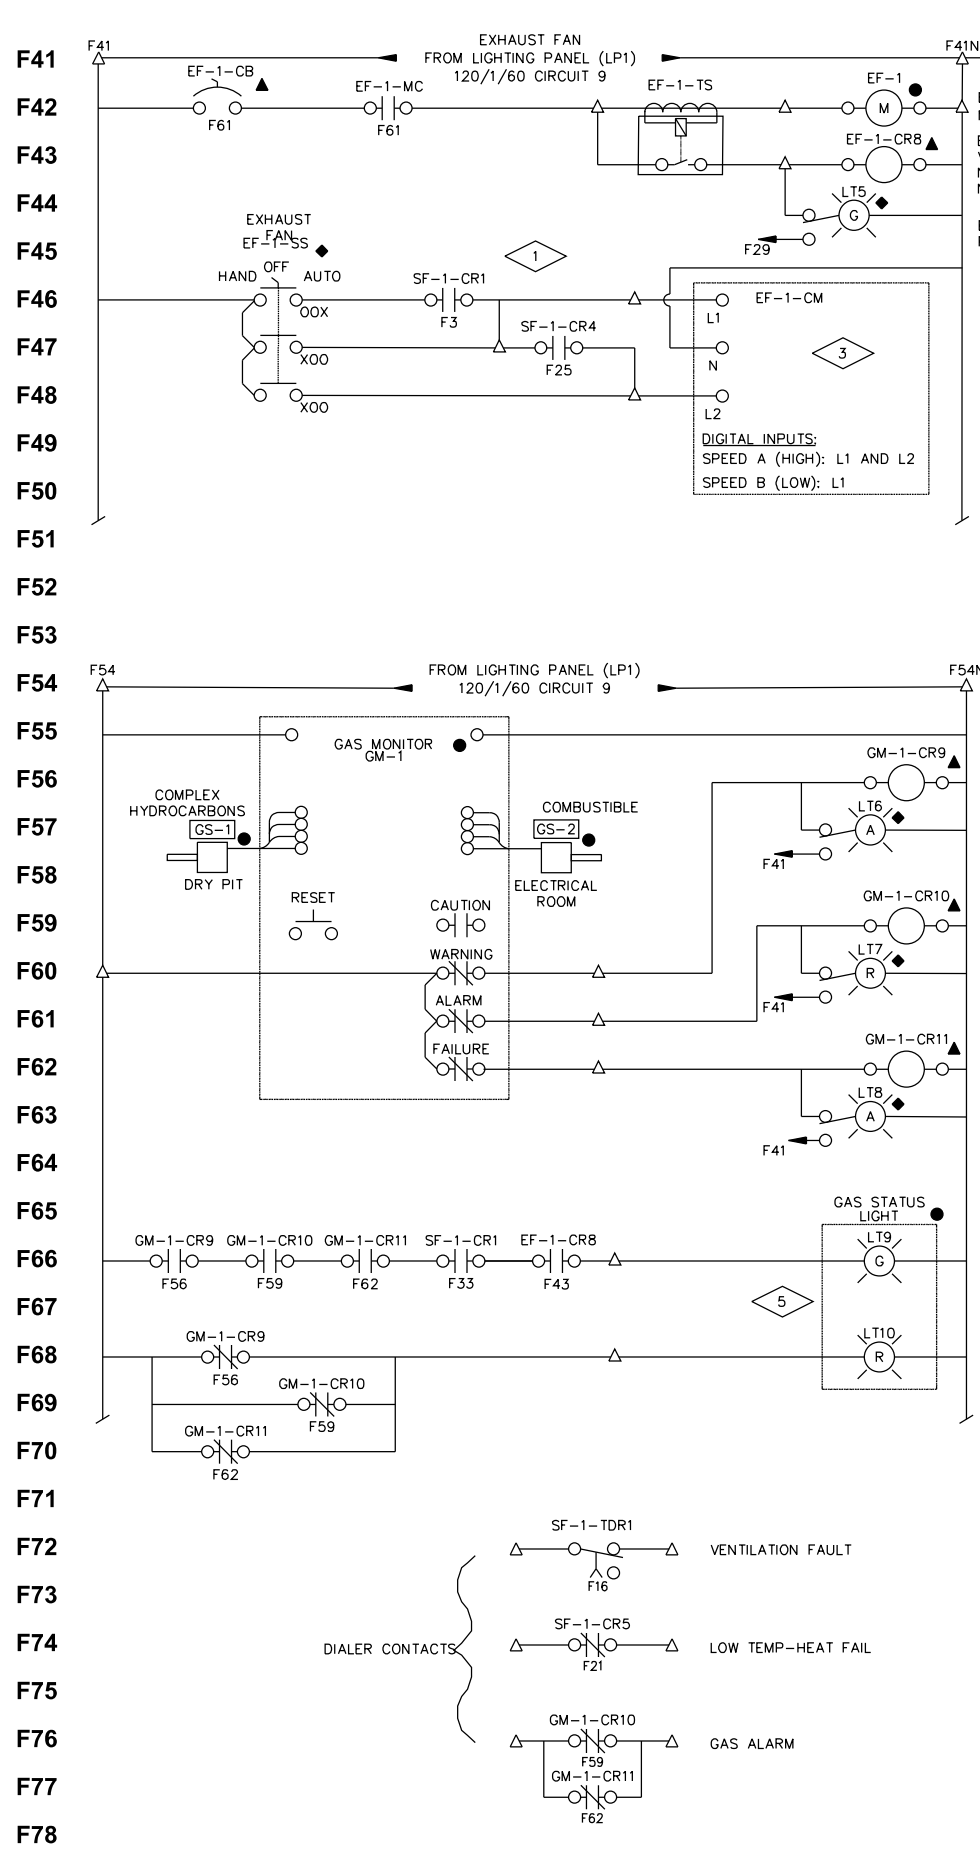 EXHAUST FAN
F41
F41
FROM LIGHTING PANEL (LP1)
F41N
120/1/60 CIRCUIT 9
EF-1-CB
EF-1-MC
EF-1-TS
EF-1
F42
M
F61
F61
EF-1-CR8
F43
LT5
F44
G
F29
EXHAUST
FAN
EF-1-SS
F45
1
HAND
OFF
AUTO
SF-1-CR1
F46
OOX
F3
EF-1-CM
L1
SF-1-CR4
F47
XOO
F25
N
3
F48
XOO
L2
F49
DIGITAL INPUTS:
SPEED A (HIGH): L1 AND L2
SPEED B (LOW): L1
F50
F51
F52
F53
F54
F54
FROM LIGHTING PANEL (LP1)
F54N
120/1/60 CIRCUIT 9
F55
GAS MONITOR
GM-1
GM-1-CR9
F56
COMPLEX
HYDROCARBONS
COMBUSTIBLE
LT6
F57
GS-1
GS-2
A
F41
F58
DRY PIT
ELECTRICAL
ROOM
RESET
CAUTION
GM-1-CR10
F59
WARNING
LT7
F60
R
F41
ALARM
F61
FAILURE
GM-1-CR11
F62
LT8
F63
A
F41
F64
F65
GAS STATUS
LIGHT
GM-1-CR9
GM-1-CR10
GM-1-CR11
SF-1-CR1
EF-1-CR8
LT9
F66
G
F56
F59
F62
F33
F43
F67
5
GM-1-CR9
LT10
F68
R
F56
GM-1-CR10
F69
F59
GM-1-CR11
F70
F62
F71
SF-1-TDR1
F72
VENTILATION FAULT
F16
F73
SF-1-CR5
F74
DIALER CONTACTS
LOW TEMP-HEAT FAIL
F21
F75
GM-1-CR10
F76
GAS ALARM
F59
GM-1-CR11
F77
F62
F78